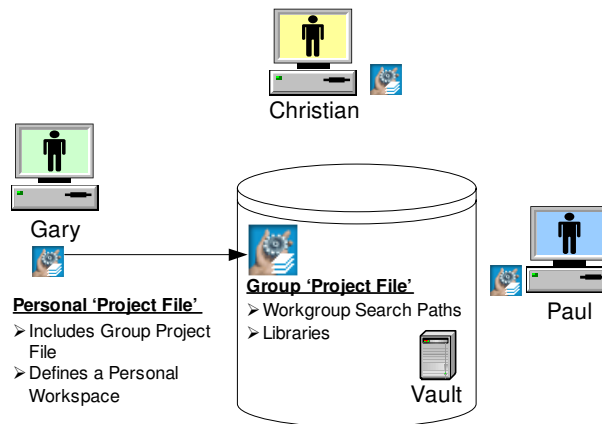 Christian
Gary
Personal ‘Project File’
➢ Includes Group Project
File
➢ Defines a Personal
Workspace
Group ‘Project File’
➢ Workgroup Search Paths
➢ Libraries
Vault
Paul